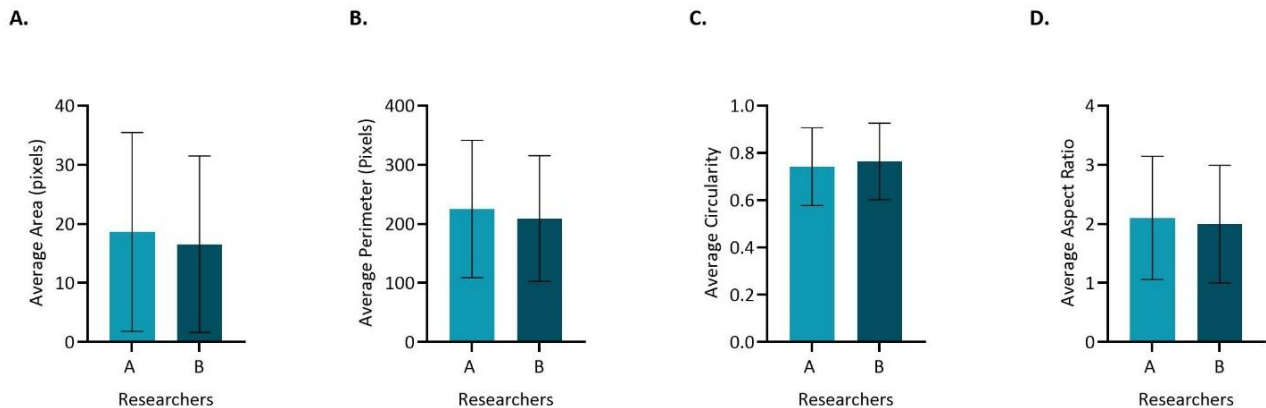 A.
B.
C.
D.
Average Area (pixels)
40
30
20
10
0
A B
Researchers
Average Perimeter (Pixels)
400
300
200
100
0
A B
Researchers
Average Circularity
1.0
0.8
0.6
0.4
0.2
0.0
A B
Researchers
Average Aspect Ratio
4
3
2
1
0
A B
Researchers